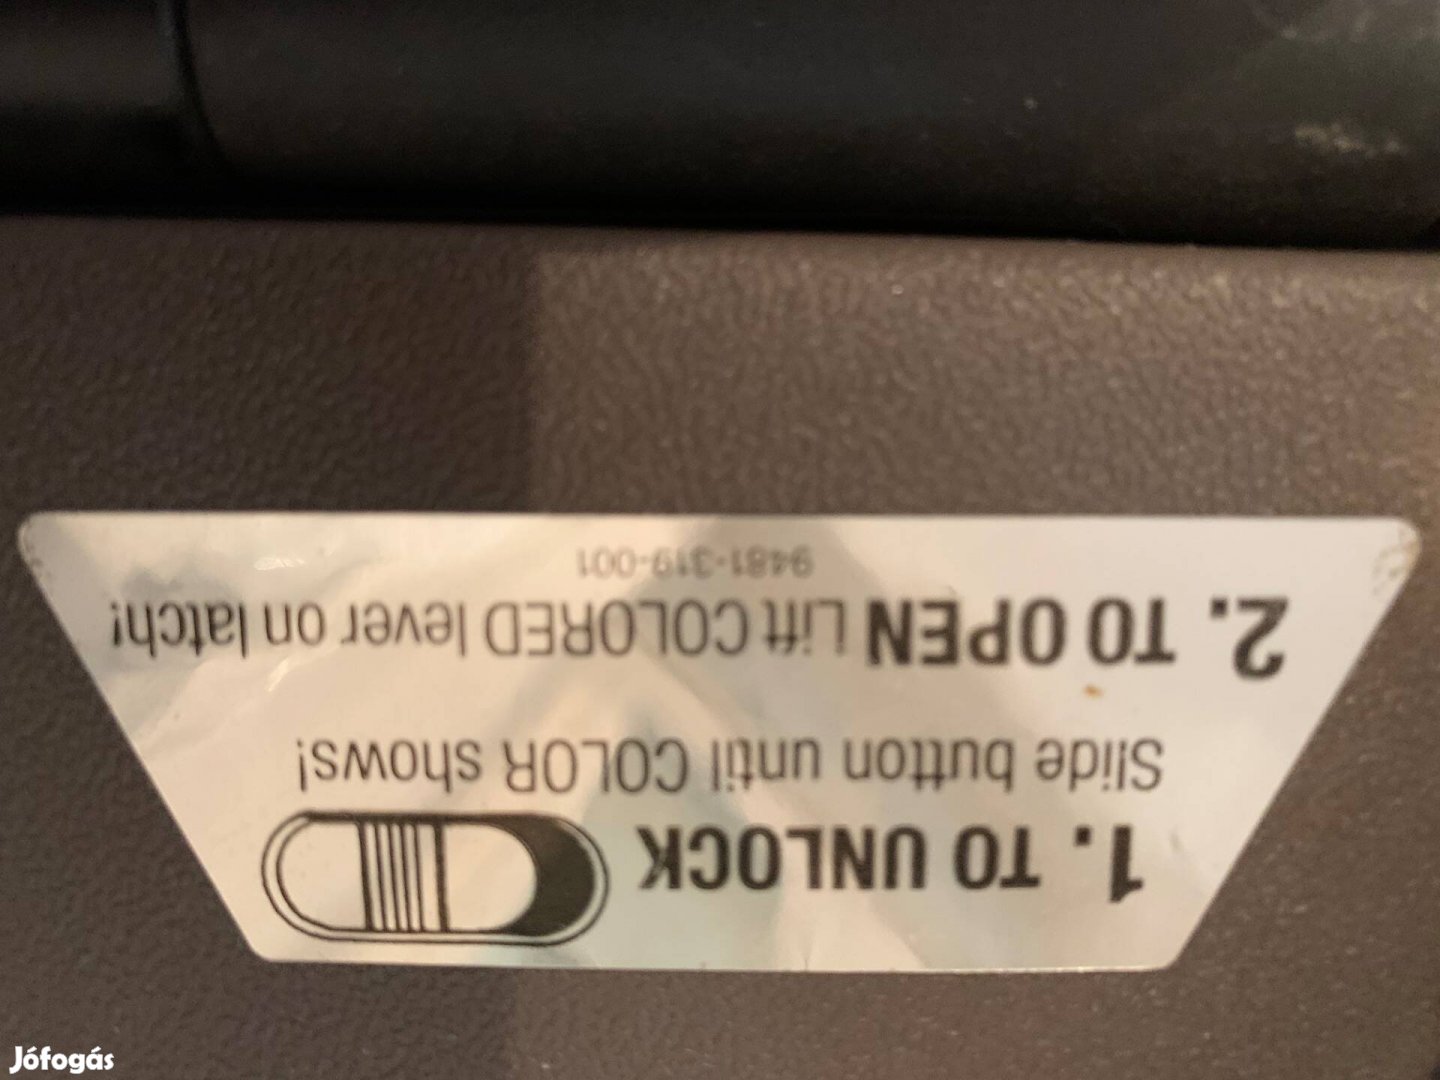 1. TO UNLOCK
Slide button until COLOR shows!
2. TO OPEN Lift COLORED lever on latch!
9481-319-001
Jófogás